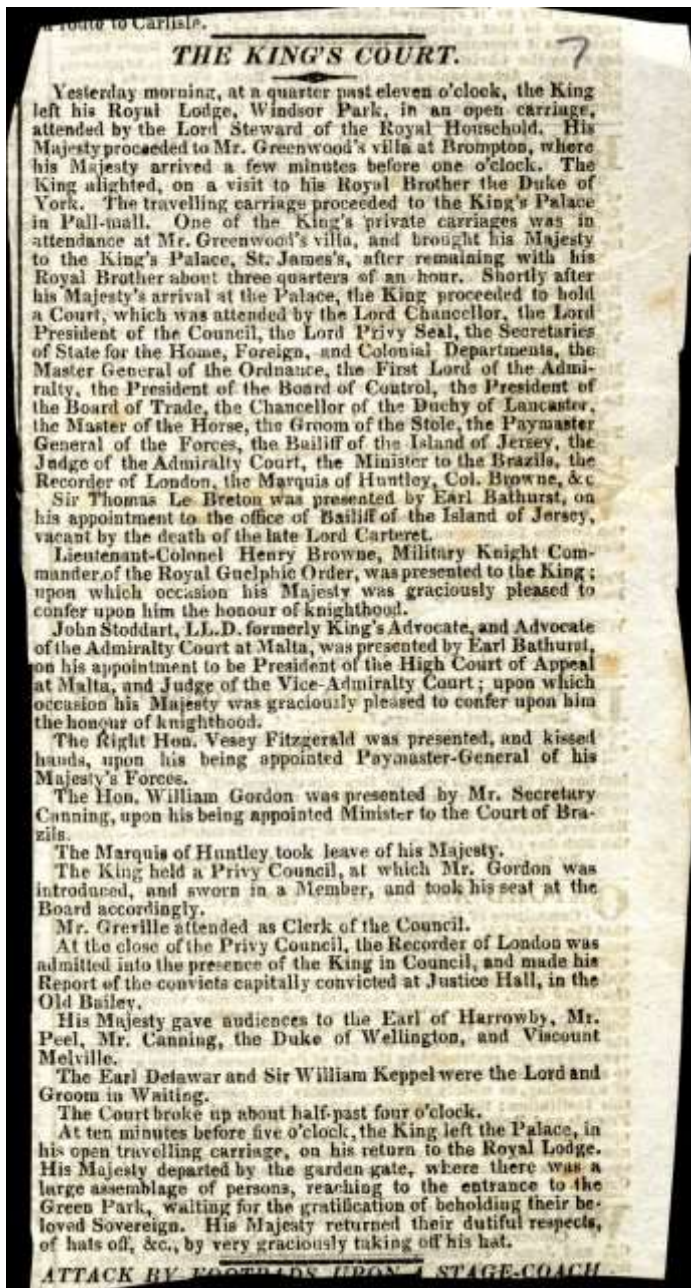 a route to Carlisle.
7
THE KING'S COURT.
Yesterday morning, at a quarter past eleven o'clock, the King
left his Royal Lodge, Windsor Park, in an open carriage,
attended by the Lord Steward of the Royal Household. His
Majesty proceeded to Mr. Greenwood's villa at Brompton, where
his Majesty arrived a few minutes before one o'clock. The
King alighted, on a visit to his Royal Brother the Duke of
York. The travelling carriage proceeded to the King's Palace
in Pall-mall. One of the King's private carriages was in
attendance at Mr. Greenwood's villa, and brought his Majesty
to the King's Palace, St. James's, after remaining with his
Royal Brother about three quarters of an hour. Shortly after
his Majesty's arrival at the Palace, the King proceeded to hold
a Court, which was attended by the Lord Chancellor, the Lord
President of the Council, the Lord Privy Seal, the Secretaries
of State for the Home, Foreign, and Colonial Departments, the
Master General of the Ordnance, the First Lord of the Admi-
ralty, the President of the Board of Control, the President of
the Board of Trade, the Chancellor of the Duchy of Lancaster,
the Master of the Horse, the Groom of the Stole, the Paymaster
General of the Forces, the Bailiff of the Island of Jersey, the
Judge of the Admiralty Court, the Minister to the Brazils, the
Recorder of London, the Marquis of Huntley, Col. Browne, &c
Sir Thomas Le Breton was presented by Earl Bathurst, on
his appointment to the office of Bailiff of the Island of Jersey,
vacant by the death of the late Lord Carteret.
Lieutenant-Colonel Henry Browne, Military Knight Com-
mander of the Royal Guelphic Order, was presented to the King;
upon which occasion his Majesty was graciously pleased to
confer upon him the honour of knighthood.
John Stoddart, LL.D. formerly King's Advocate, and Advocate
of the Admiralty Court at Malta, was presented by Earl Bathurst,
on his appointment to be President of the High Court of Appeal
at Malta, and Judge of the Vice-Admiralty Court; upon which
occasion his Majesty was graciously pleased to confer upon him
the honour of knighthood.
The Right Hon. Vesey Fitzgerald was presented, and kissed
hands, upon his being appointed Paymaster-General of his
Majesty's Forces.
The Hon. William Gordon was presented by Mr. Secretary
Canning, upon his being appointed Minister to the Court of Bra-
zils.
The Marquis of Huntley took leave of his Majesty.
The King held a Privy Council, at which Mr. Gordon was
introduced, and sworn in a Member, and took his seat at the
Board accordingly.
Mr. Greville attended as Clerk of the Council.
At the close of the Privy Council, the Recorder of London was
admitted into the presence of the King in Council, and made his
Report of the convicts capitally convicted at Justice Hall, in the
Old Bailey.
His Majesty gave audiences to the Earl of Harrowby, Mr.
Peel, Mr. Canning, the Duke of Wellington, and Viscount
Melville.
The Earl Delawar and Sir William Keppel were the Lord and
Groom in Waiting.
The Court broke up about half-past four o'clock.
At ten minutes before five o'clock, the King left the Palace, in
his open travelling carriage, on his return to the Royal Lodge.
His Majesty departed by the garden gate, where there was a
large assemblage of persons, reaching to the entrance to the
Green Park, waiting for the gratification of beholding their be-
loved Sovereign. His Majesty returned their dutiful respects,
of hats off, &c., by very graciously taking off his hat.
ATTACK BY FOOTPADS UPON A STAGE-COACH